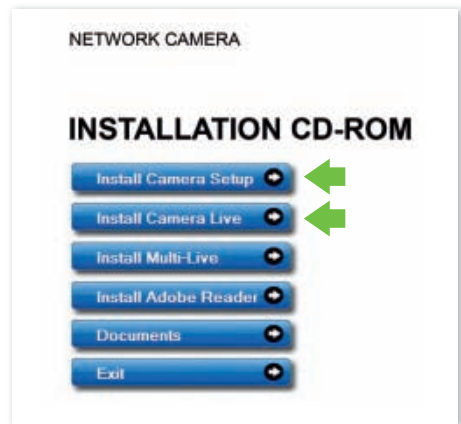 NETWORK CAMERA
INSTALLATION CD-ROM
Install Camera Setup
Install Camera Live
Install Multi-Live
Install Adobe Reader
Documents
Exit